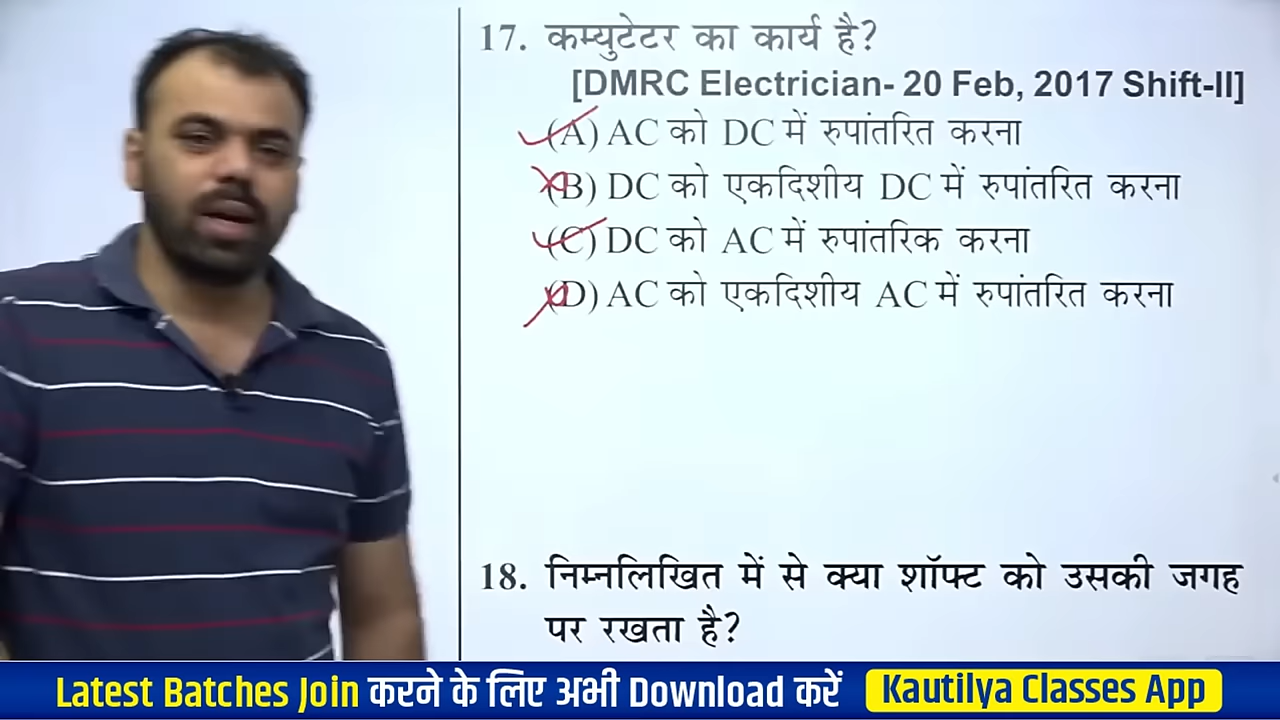 17. कम्युटेटर का कार्य है?
[DMRC Electrician- 20 Feb, 2017 Shift-II]
(A) AC को DC में रुपांतरित करना
(B) DC को एकदिशीय DC में रुपांतरित करना
(C) DC को AC में रुपांतरिक करना
(D) AC को एकदिशीय AC में रुपांतरित करना
18. निम्नलिखित में से क्या शॉफ्ट को उसकी जगह
पर रखता है?
Latest Batches Join करने के लिए अभी Download करें Kautilya Classes App